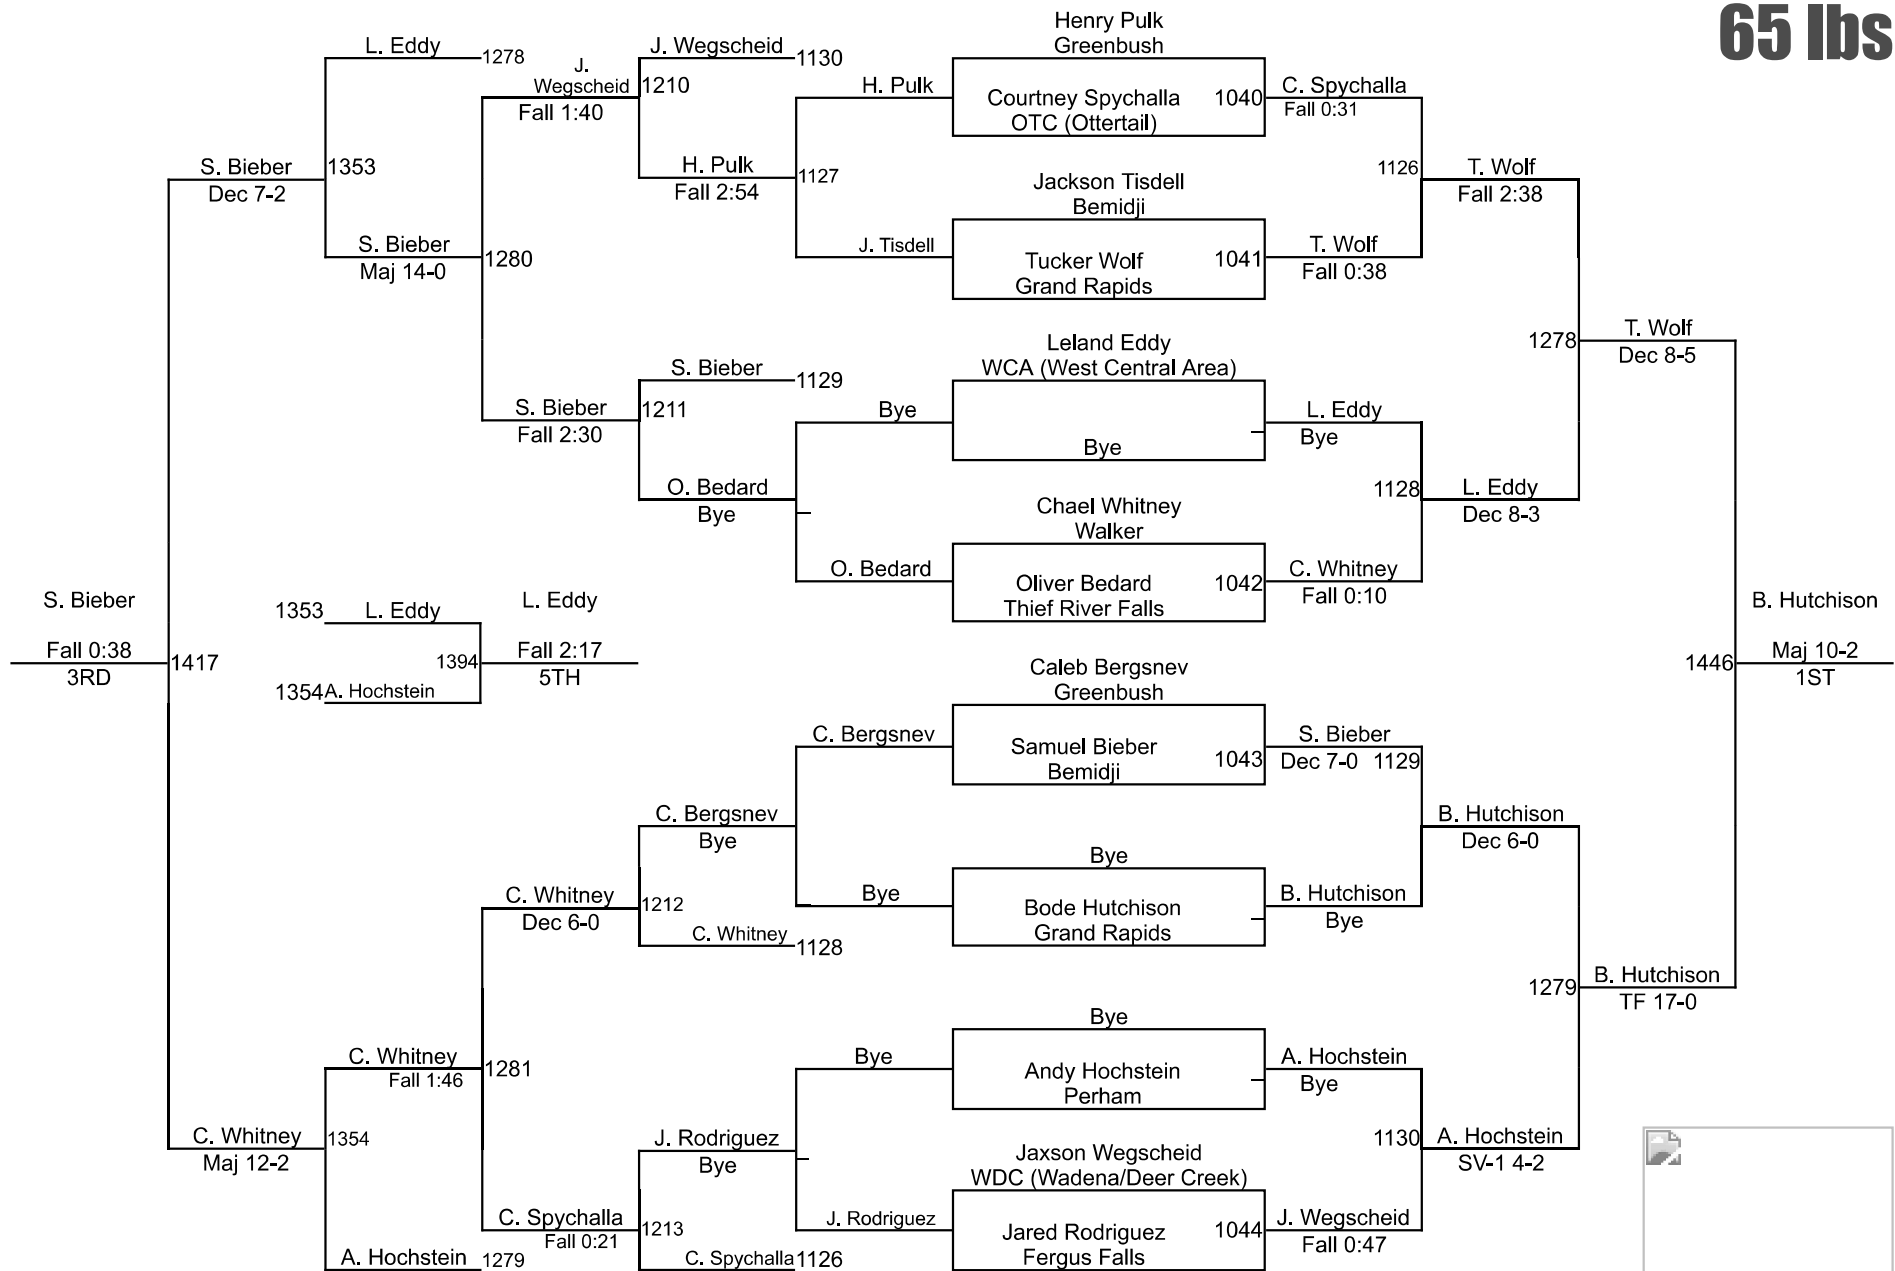 65 lbs
Henry Pulk
Greenbush
L. Eddy
1278
J. Wegscheid
1130
J.
Wegscheid
Fall 1:40
1210
H. Pulk
Courtney Spychalla
OTC (Ottertail)
1040
C. Spychalla
Fall 0:31
S. Bieber
Dec 7-2
1353
H. Pulk
Fall 2:54
1127
Jackson Tisdell
Bemidji
1126
T. Wolf
Fall 2:38
S. Bieber
Maj 14-0
1280
J. Tisdell
Tucker Wolf
Grand Rapids
1041
T. Wolf
Fall 0:38
Leland Eddy
WCA (West Central Area)
1278
T. Wolf
Dec 8-5
S. Bieber
1129
S. Bieber
Fall 2:30
1211
Bye
Bye
L. Eddy
Bye
O. Bedard
Bye
Chael Whitney
Walker
1128
L. Eddy
Dec 8-3
O. Bedard
Oliver Bedard
Thief River Falls
1042
C. Whitney
Fall 0:10
S. Bieber
Fall 0:38
3RD
1417
1353
L. Eddy
1354
A. Hochstein
1394
L. Eddy
Fall 2:17
5TH
Caleb Bergsnev
Greenbush
1446
B. Hutchison
Maj 10-2
1ST
C. Bergsnev
Samuel Bieber
Bemidji
1043
S. Bieber
Dec 7-0
1129
C. Bergsnev
Bye
B. Hutchison
Dec 6-0
Bye
C. Whitney
Dec 6-0
1212
Bye
Bode Hutchison
Grand Rapids
B. Hutchison
Bye
C. Whitney
1128
1279
B. Hutchison
TF 17-0
Bye
C. Whitney
Fall 1:46
1281
Bye
Andy Hochstein
Perham
A. Hochstein
Bye
C. Whitney
Maj 12-2
1354
J. Rodriguez
Bye
Jaxson Wegscheid
WDC (Wadena/Deer Creek)
1130
A. Hochstein
SV-1 4-2
C. Spychalla
Fall 0:21
1213
J. Rodriguez
Jared Rodriguez
Fergus Falls
1044
J. Wegscheid
Fall 0:47
A. Hochstein
1279
C. Spychalla
1126